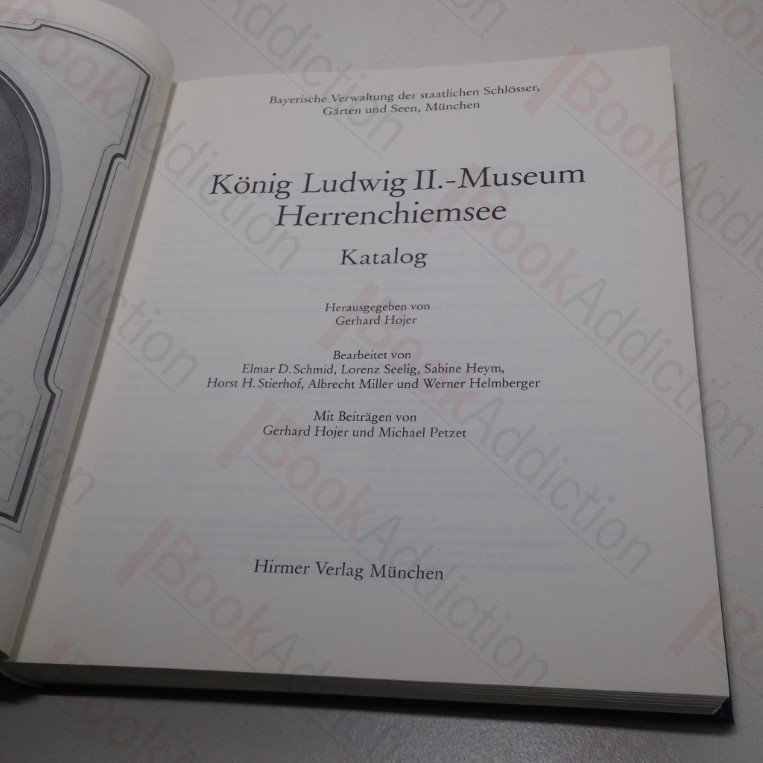 Bayerische Verwaltung der staatlichen Schlösser,
Gärten und Seen, München
König Ludwig II.-Museum
Herrenchiemsee
Katalog
Herausgegeben von
Gerhard Hojer
Bearbeitet von
Elmar D. Schmid, Lorenz Seelig, Sabine Heym,
Horst H. Stierhof, Albrecht Miller und Werner Helmberger
Mit Beiträgen von
Gerhard Hojer und Michael Petzet
Hirmer Verlag München
BookAddiction